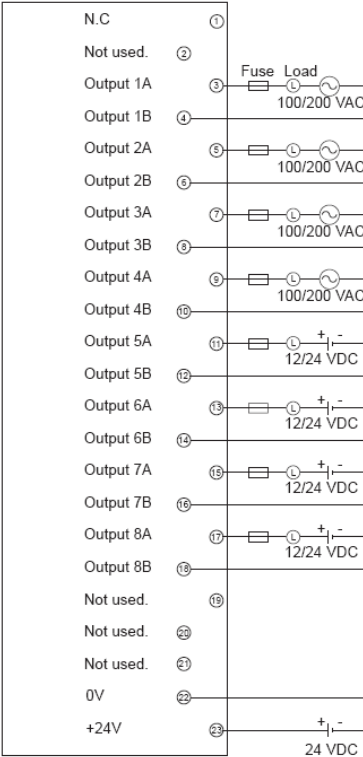 N.C 1
Not used. 2
Output 1A 3 Fuse Load
100/200 VAC
Output 1B 4
Output 2A 5 L
100/200 VAC
Output 2B 6
Output 3A 7 L
100/200 VAC
Output 3B 8
Output 4A 9 L
100/200 VAC
Output 4B 10
Output 5A 11 L + -
12/24 VDC
Output 5B 12
Output 6A 13 L + -
12/24 VDC
Output 6B 14
Output 7A 15 L + -
12/24 VDC
Output 7B 16
Output 8A 17 L + -
12/24 VDC
Output 8B 18
Not used. 19
Not used. 20
Not used. 21
0V 22
+24V 23 + -
24 VDC